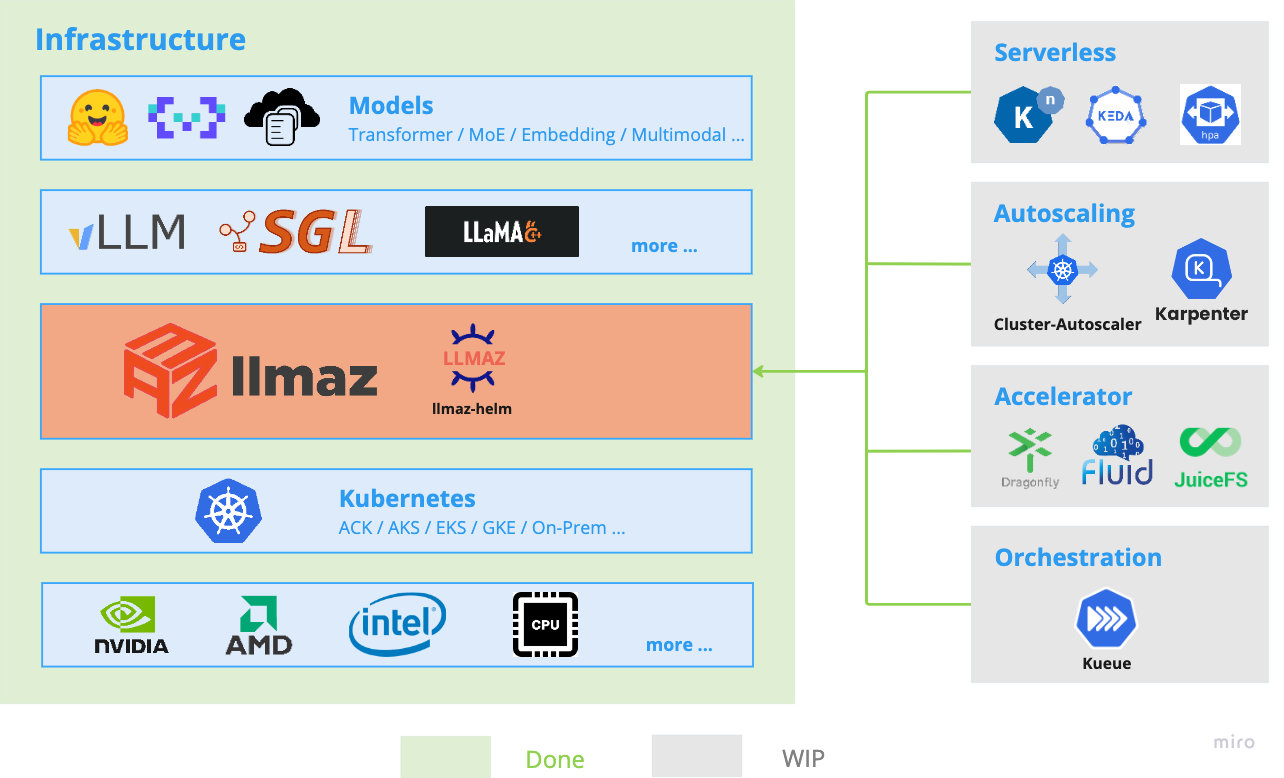 Infrastructure
Models
Transformer / MoE / Embedding / Multimodal ...
vLLM
SGL
LLaMA C++
more ...
llmaz
LLMAZ
llmaz-helm
Kubernetes
ACK / AKS / EKS / GKE / On-Prem ...
NVIDIA
AMD
intel
CPU
more ...
Serverless
K n
KEDA
hpa
Autoscaling
Cluster-Autoscaler
K
Karpenter
Accelerator
Dragonfly
Fluid
JuiceFS
Orchestration
Kueue
Done
WIP
miro